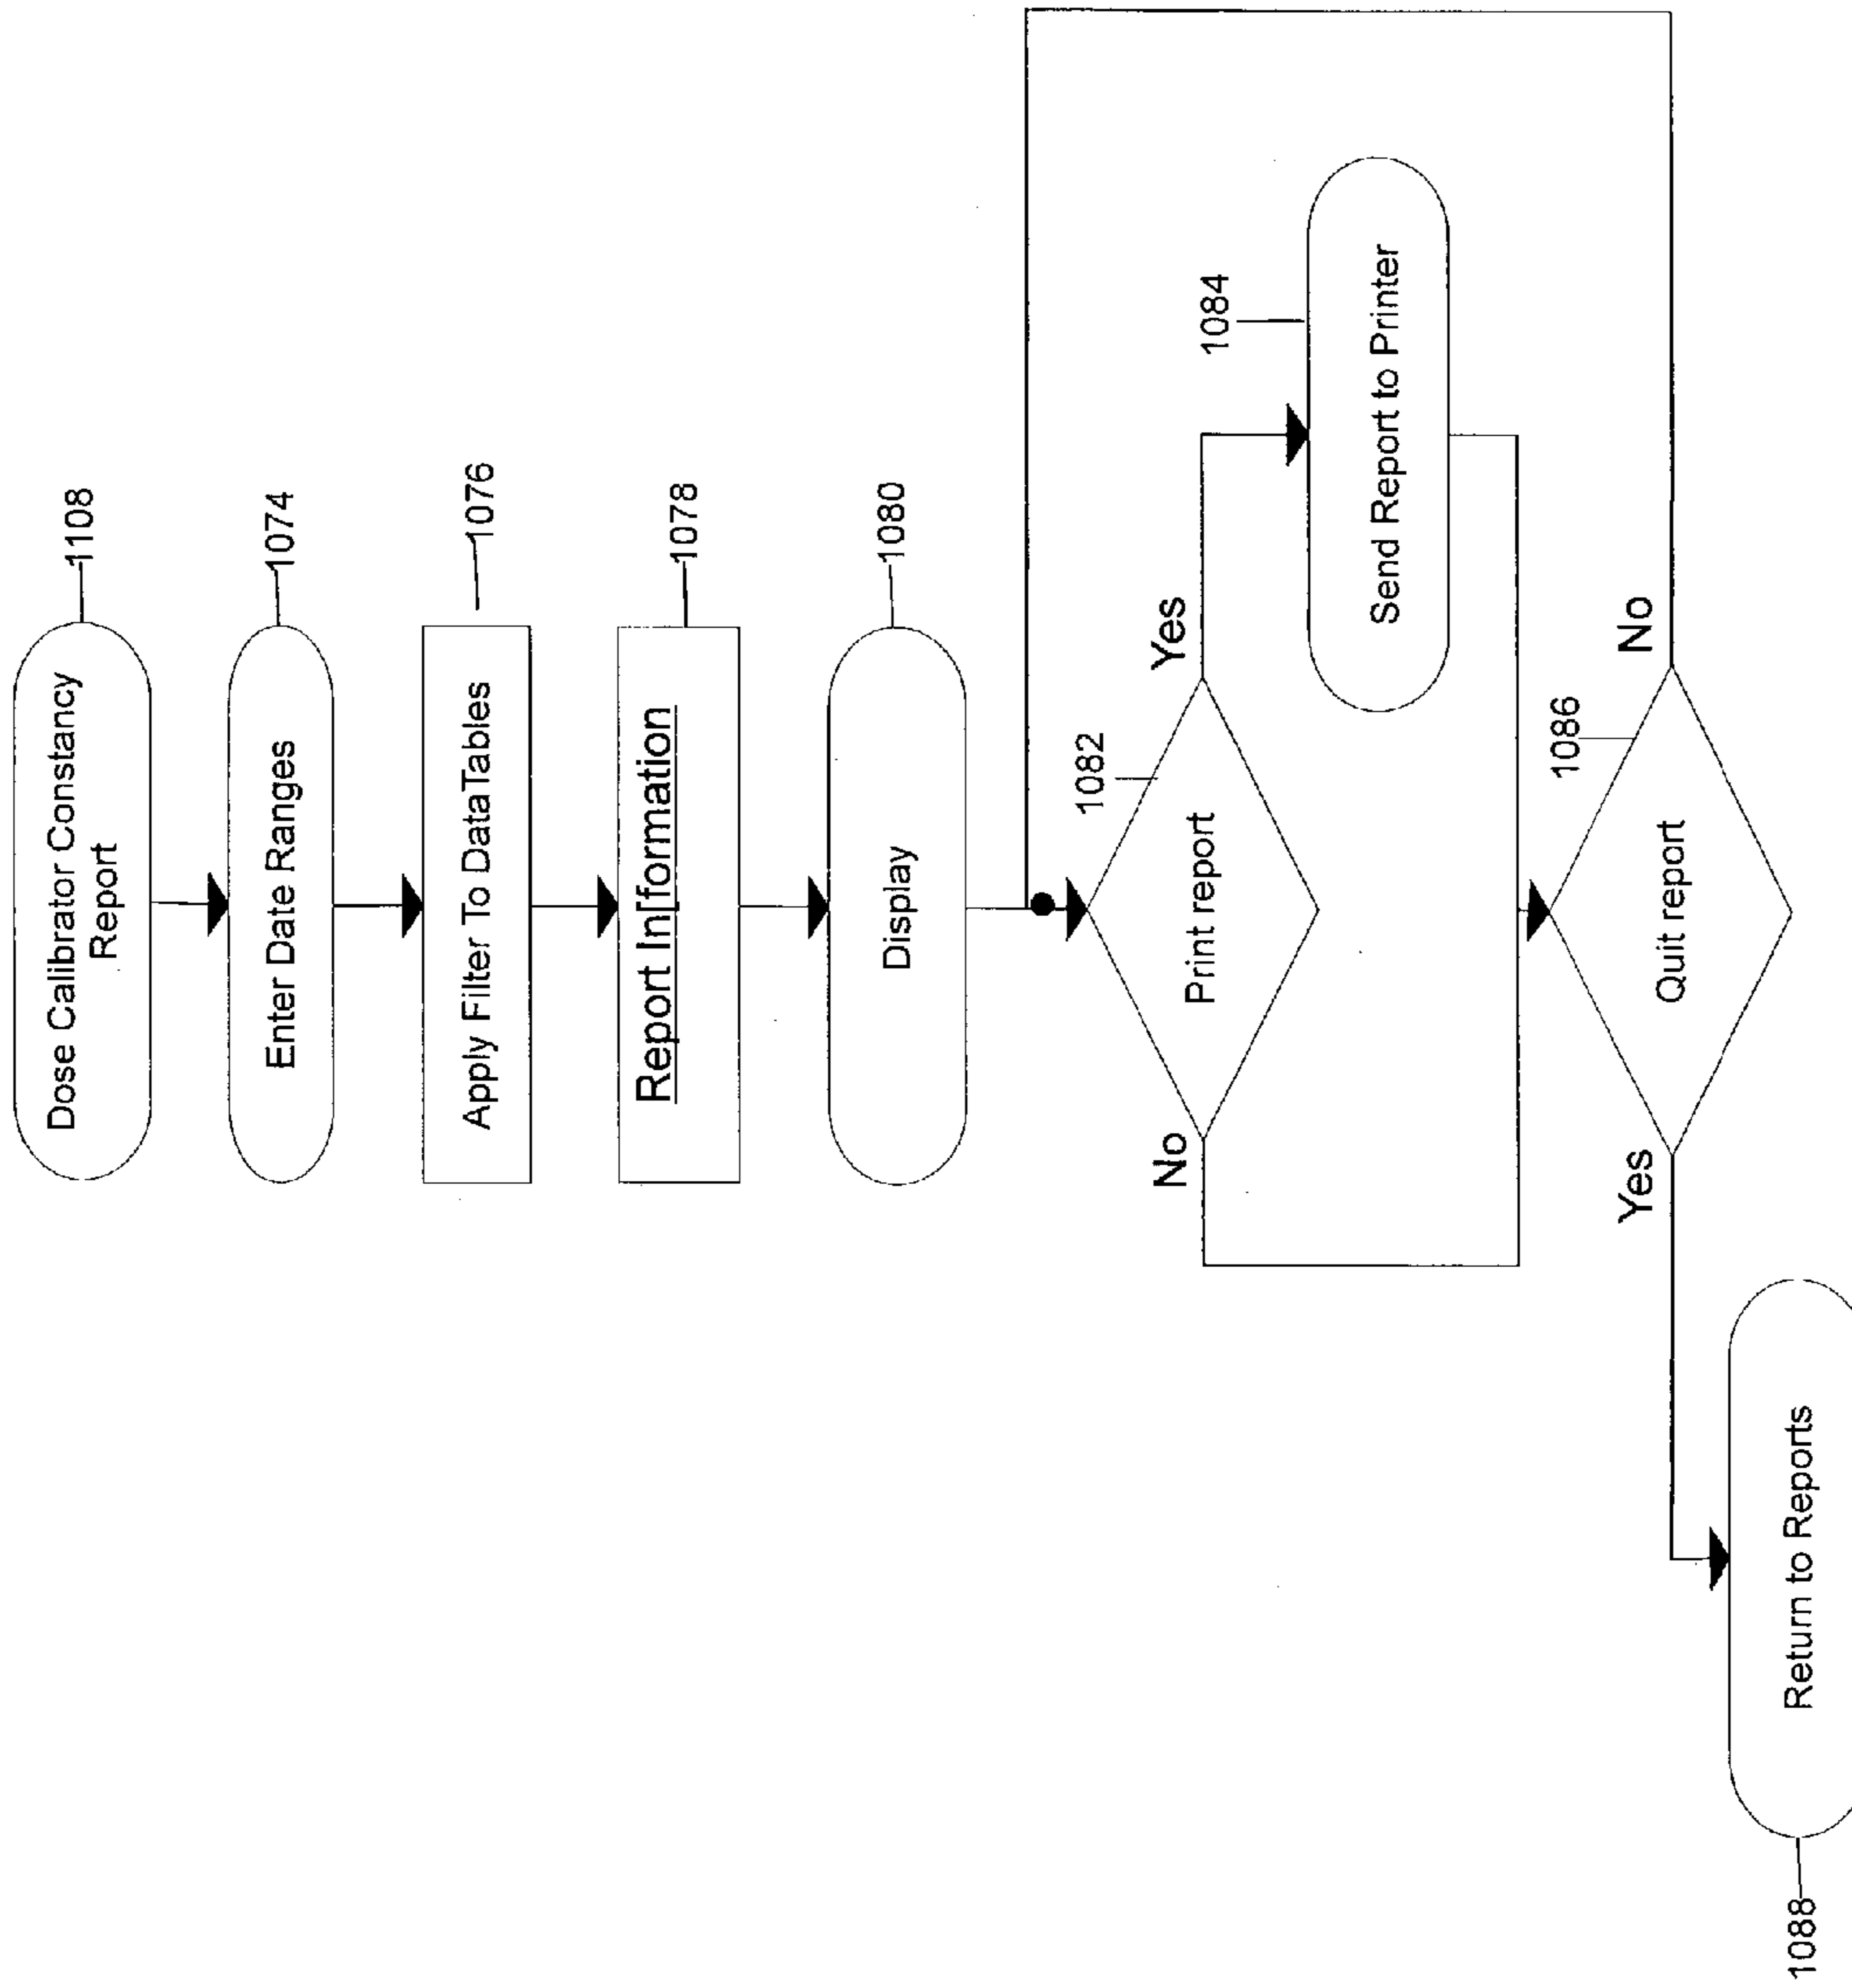 Dose Calibrator Constancy
Report
1108
Enter Date Ranges
1074
Apply Filter To DataTables
1076
Report Information
1078
Display
1080
Print report
1082
Yes
No
1084
Send Report to Printer
Quit report
1086
No
Yes
Return to Reports
1088